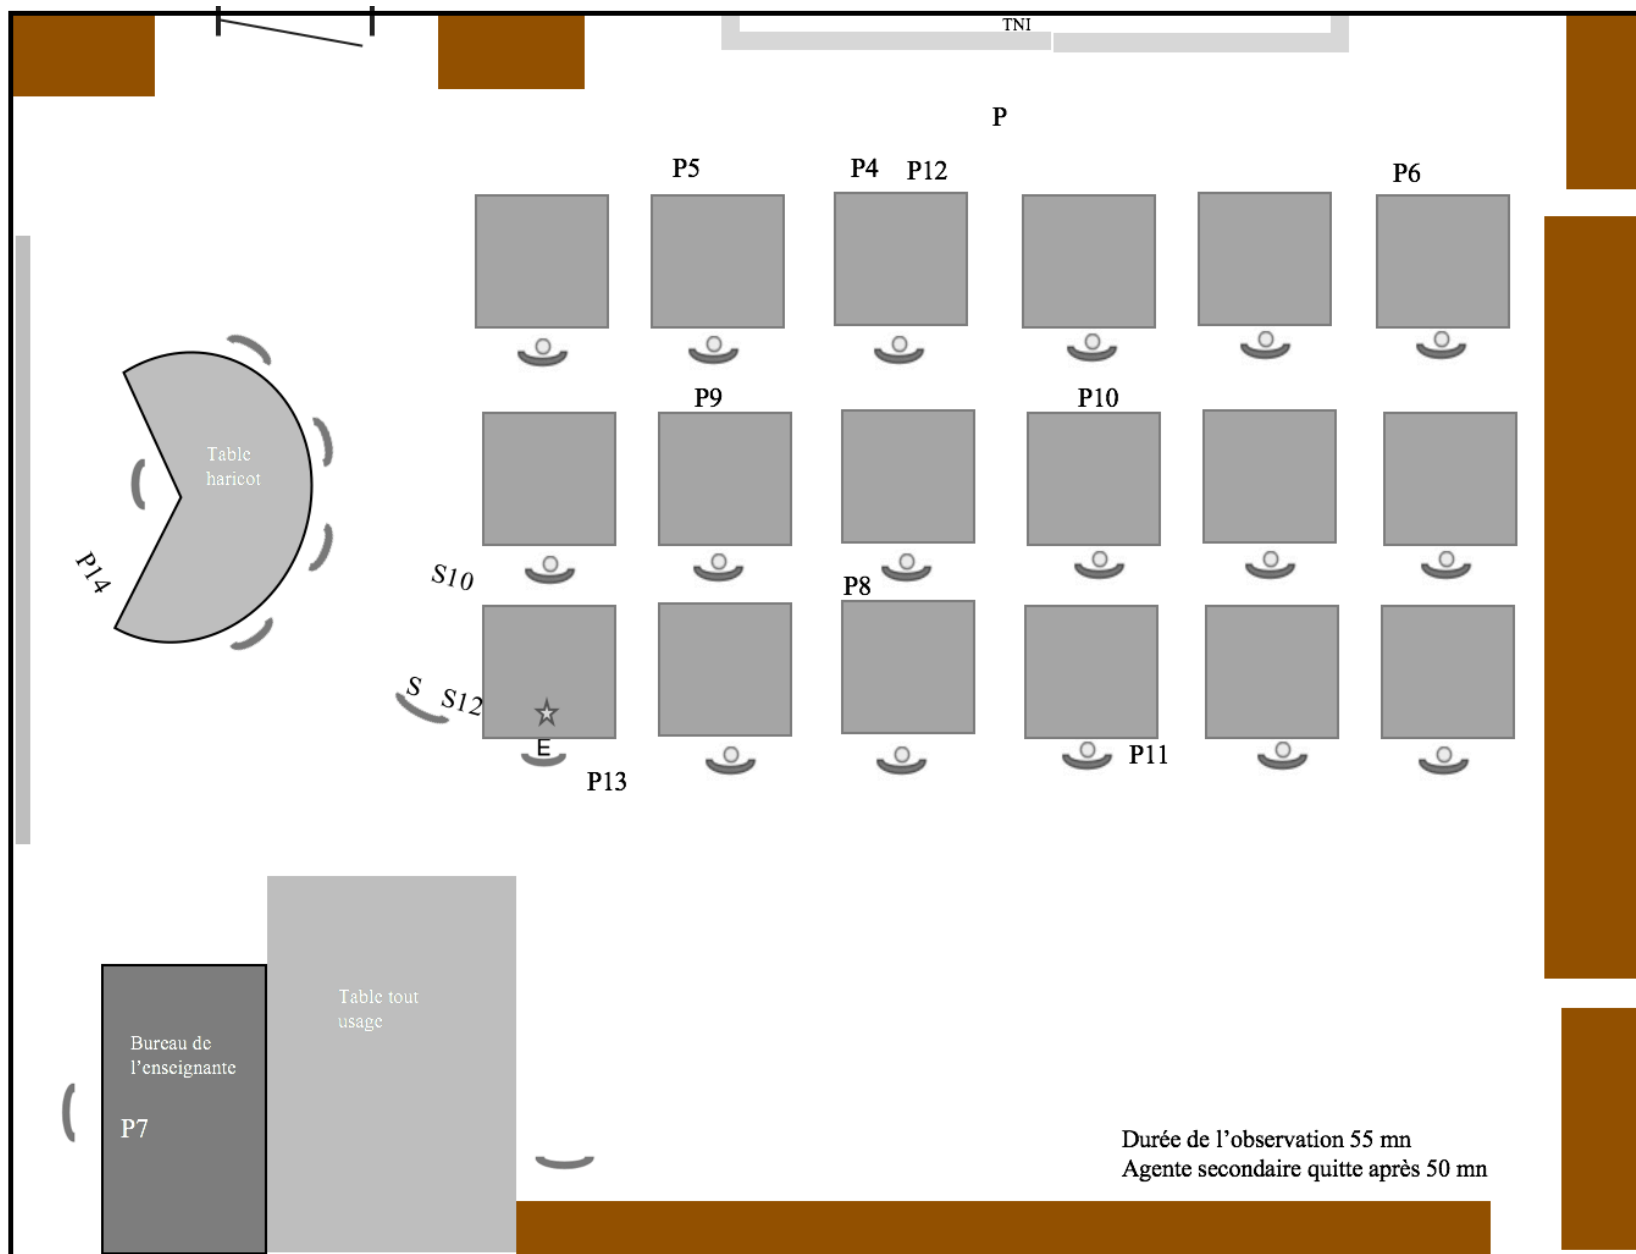 TNI
P
P5
P4
P12
P6
P9
P10
Table
haricot
P14
S10
P8
S
S12
E
P11
P13
Table tout
usage
Bureau de
l'enseignante
P7
Durée de l'observation 55 mn
Agente secondaire quitte après 50 mn